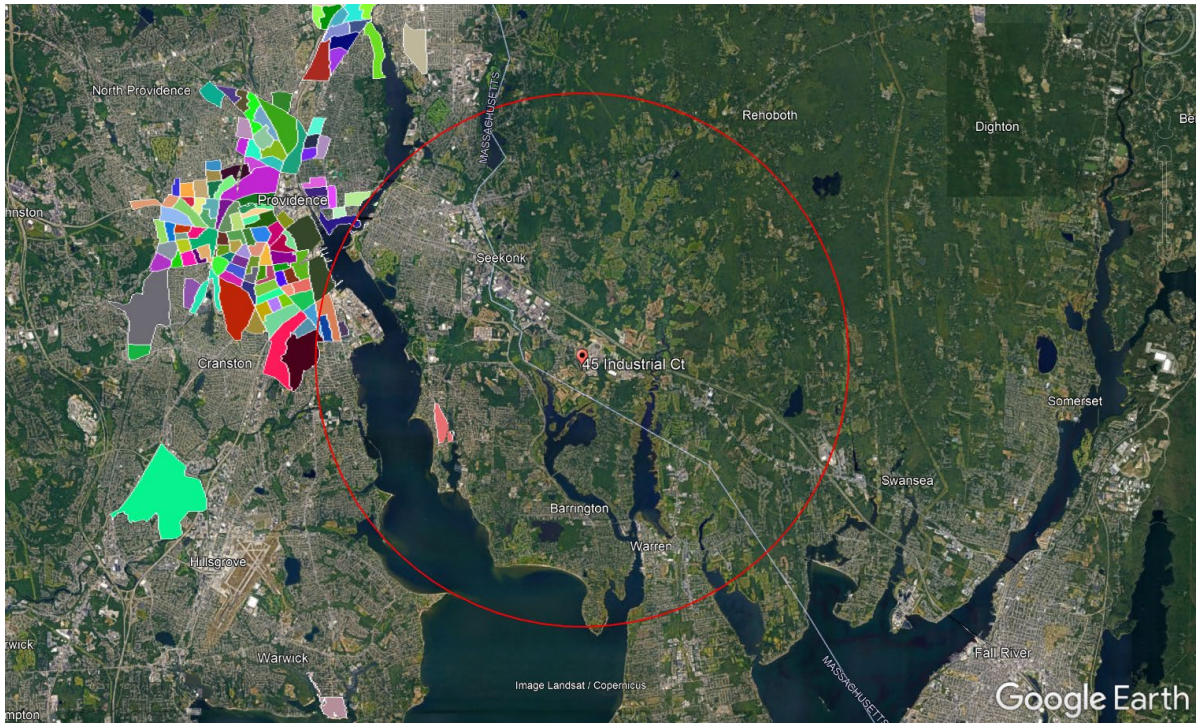 North Providence
MASSACHUSETTS
Rehoboth
Dighton
Providence
Seekonk
45 Industrial Ct
Cranston
Somerset
Swansea
Barrington
Warren
Hillsgrove
Warwick
Fall River
MASSACHUSETTS
Image Landsat / Copernicus
Google Earth